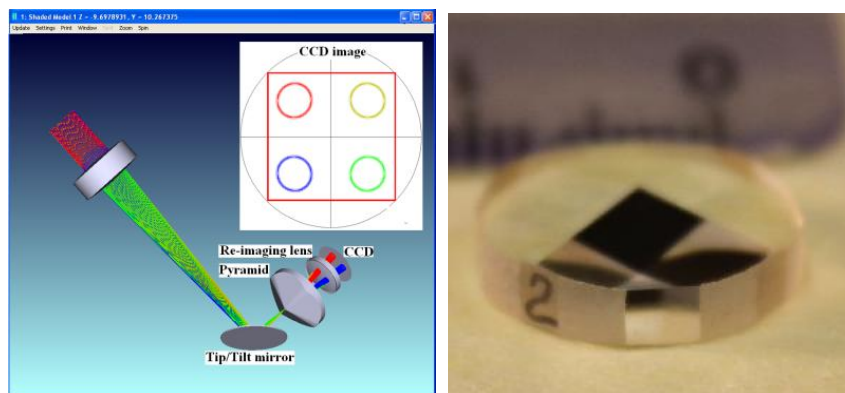 1: Shaded Model 1 Z = -9.6978931, Y = 10.267375
Update Settings Print Window Zoom Spin
CCD image
Re-imaging lens CCD
Pyramid
Tip/Tilt mirror
2